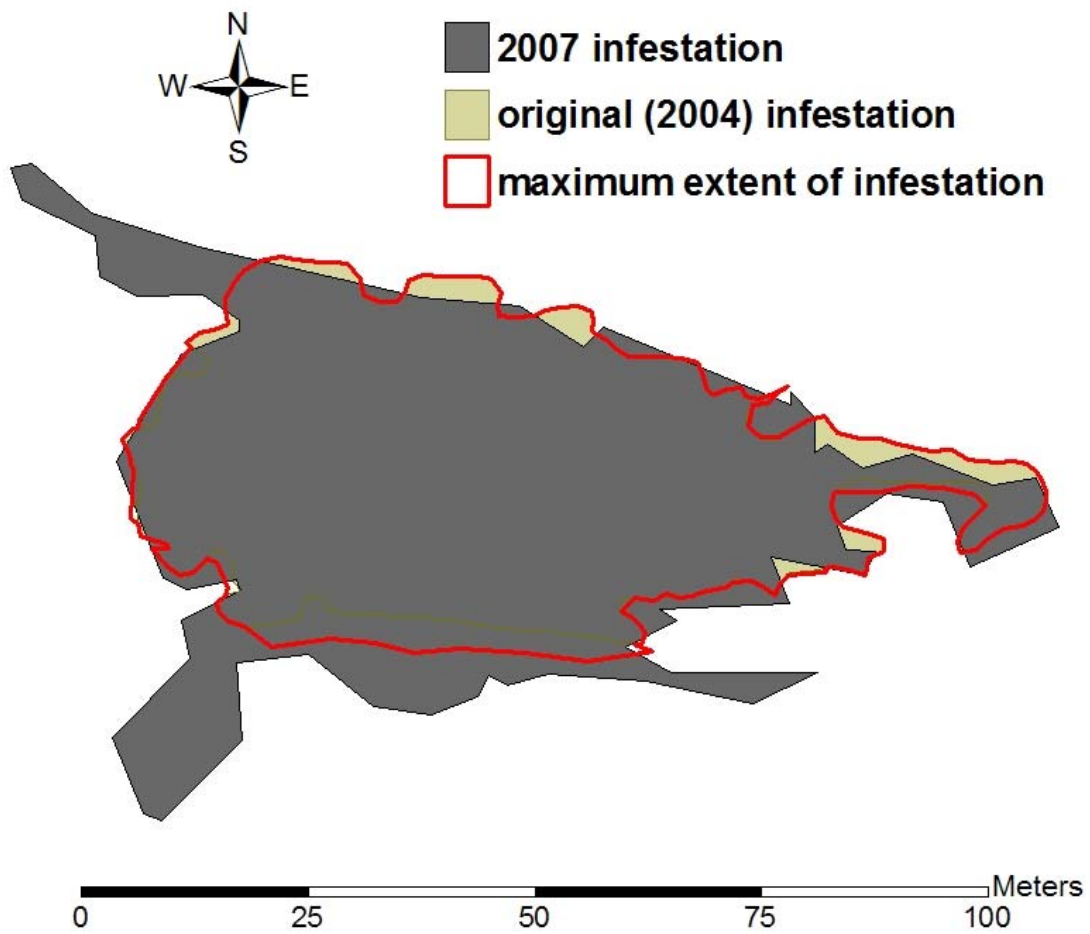 N
W E
S
2007 infestation
original (2004) infestation
maximum extent of infestation
Meters
0 25 50 75 100